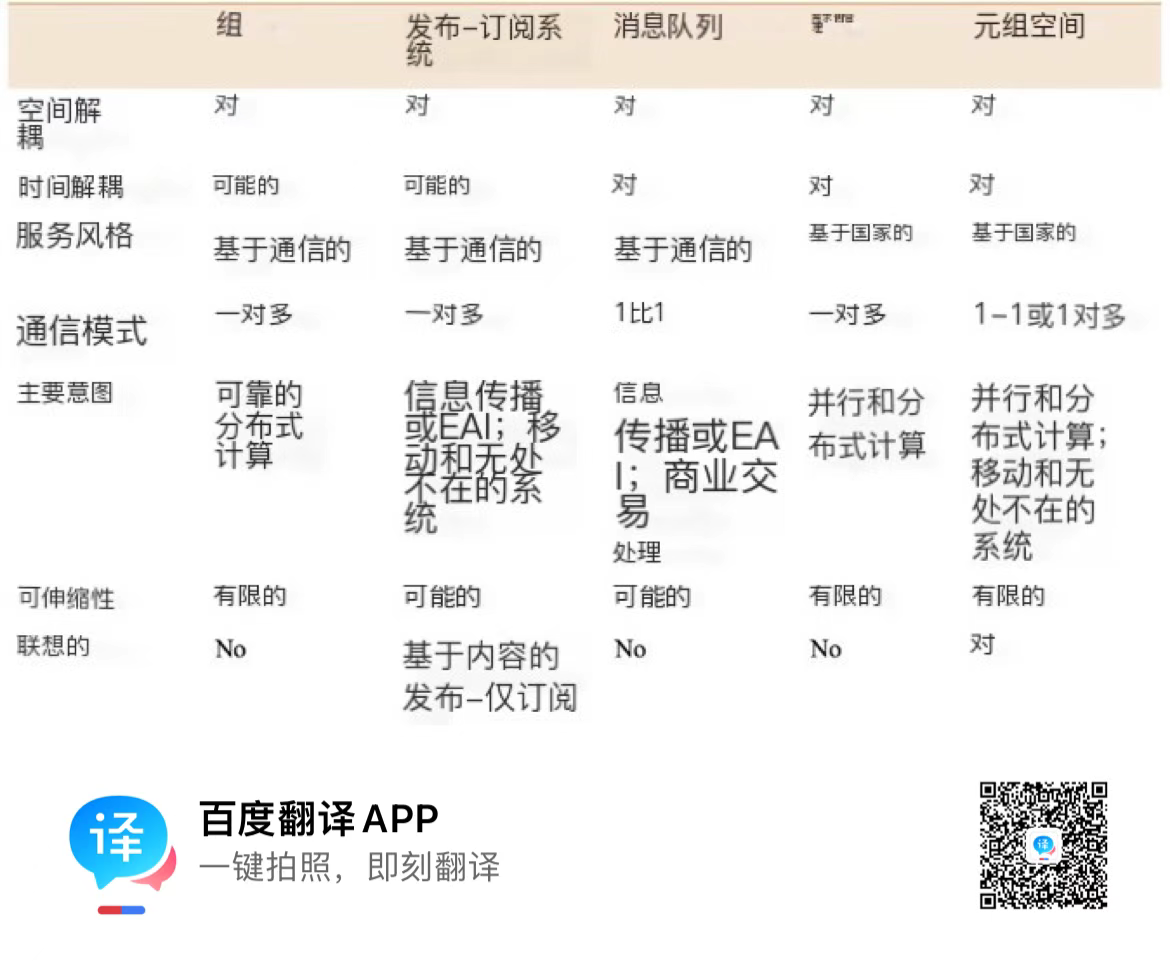 组 发布-订阅系 消息队列 元组空间
统
空间解 对 对 对 对 对
耦
时间解耦 可能的 可能的 对 对 对
服务风格 基于通信的 基于通信的 基于通信的 基于国家的 基于国家的
通信模式 一对多 一对多 1比1 一对多 1-1或1对多
主要意图 可靠的 信息传播 信息 并行和分 并行和分
分布式 或EAI；移 传播或EA 布式计算 布式计算；
计算 动和无处 I；商业交 移动和无
不在的系 易 处不在的
统 处理 系统
可伸缩性 有限的 可能的 可能的 有限的 有限的
联想的 No 基于内容的 No No 对
发布-仅订阅
译 百度翻译APP
一键拍照，即刻翻译
译